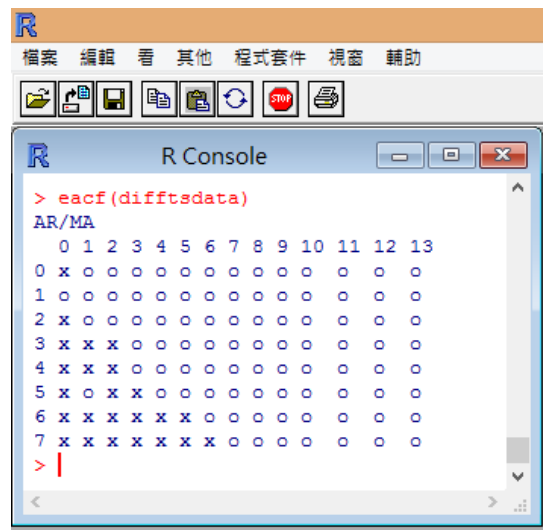 檔案 編輯 看 其他 程式套件 視窗 輔助
STOP
R Console
> eacf(difftsdata)
AR/MA
0 1 2 3 4 5 6 7 8 9 10 11 12 13
0 x o o o o o o o o o o o o o
1 o o o o o o o o o o o o o o
2 x o o o o o o o o o o o o o
3 x x x o o o o o o o o o o o
4 x x x o o o o o o o o o o o
5 x o x x o o o o o o o o o o
6 x x x x x x o o o o o o o o
7 x x x x x x x o o o o o o o
>